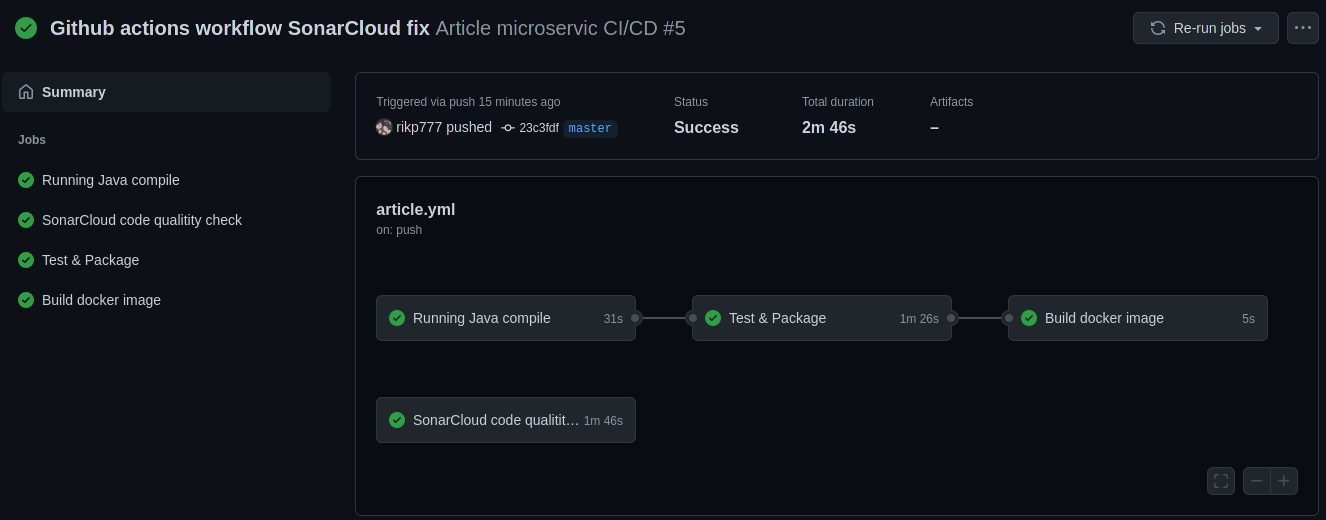 Github actions workflow SonarCloud fix Article microservic CI/CD #5
Re-run jobs
Summary
Jobs
Running Java compile
SonarCloud code qualitity check
Test & Package
Build docker image
Triggered via push 15 minutes ago
rikp777 pushed 23c3fdf master
Status
Success
Total duration
2m 46s
Artifacts
–
article.yml
on: push
Running Java compile 31s
Test & Package 1m 26s
Build docker image 5s
SonarCloud code qualitit… 1m 46s